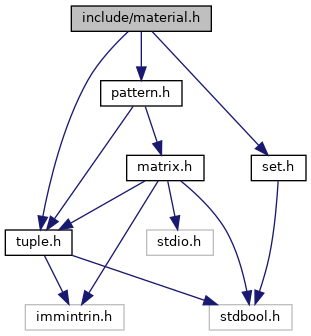 include/material.h
pattern.h
matrix.h
set.h
tuple.h
stdio.h
immintrin.h
stdbool.h